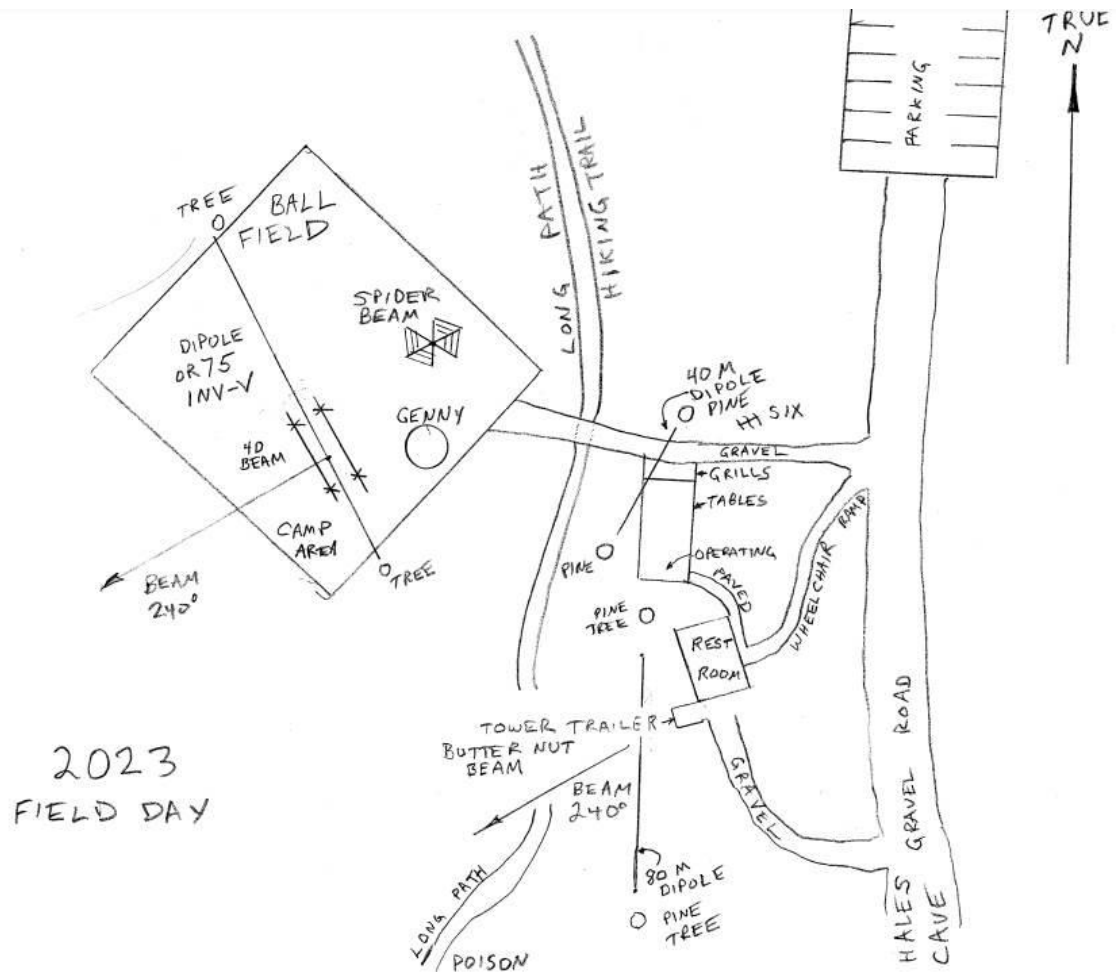 TRUE
N
PARKING
TREE
BALL
FIELD
LONG PATH
HIKING TRAIL
SPIDER
BEAM
DIPOLE
OR 75
INV-V
40 M
DIPOLE
PINE
SIX
GENNY
4D
BEAM
GRAVEL
GRILLS
TABLES
CAMP
AREA
OPERATING
PINE
TREE
PAVED
WHEELCHAIR RAMP
BEAM
240°
PINE
TREE
REST
ROOM
TOWER TRAILER
BUTTER NUT
BEAM
2023
FIELD DAY
BEAM
240°
GRAVEL
HALES GRAVEL ROAD
CAVE
80 M
DIPOLE
LONG PATH
PINE
TREE
POISON